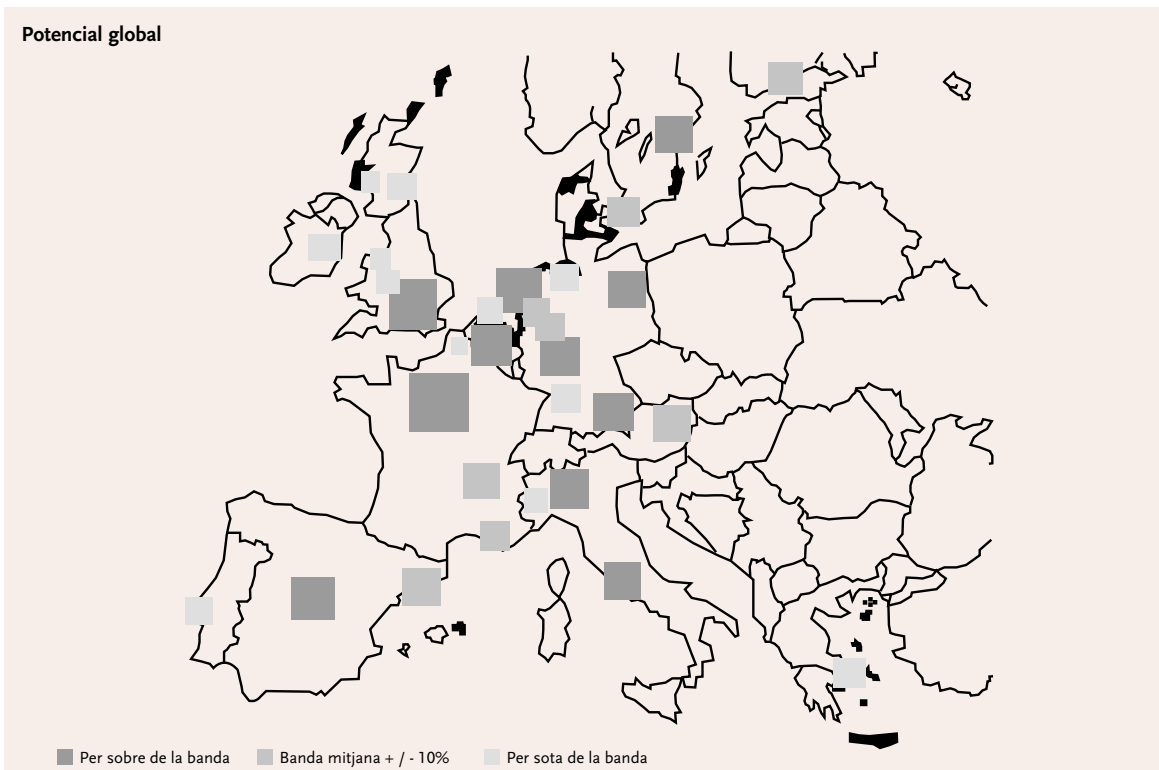 Potencial global
Per sobre de la banda
Banda mitjana + / - 10%
Per sota de la banda